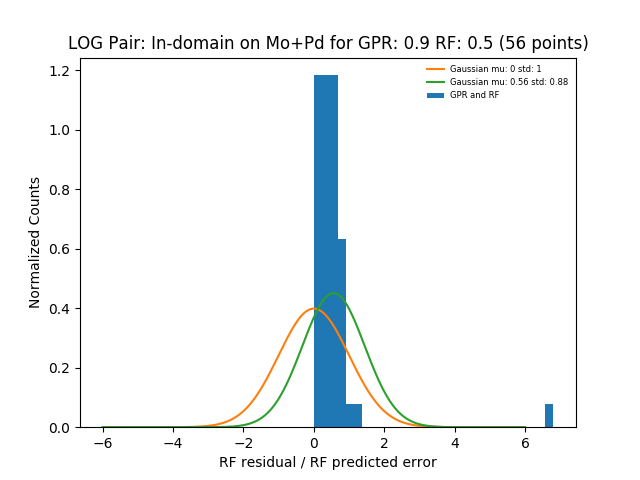 LOG Pair: In-domain on Mo+Pd for GPR: 0.9 RF: 0.5 (56 points)
Gaussian mu: 0 std: 1
Gaussian mu: 0.56 std: 0.88
GPR and RF
Normalized Counts
1.2
1.0
0.8
0.6
0.4
0.2
0.0
−6 −4 −2 0 2 4 6
RF residual / RF predicted error